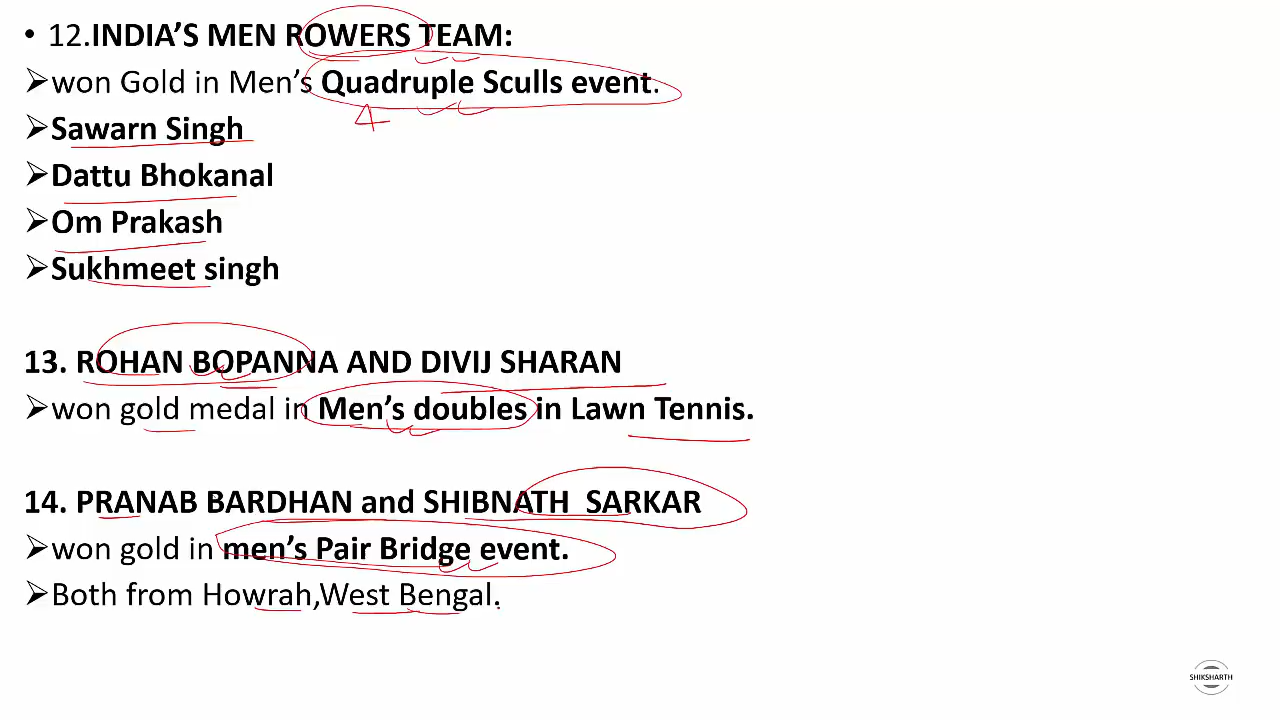 • 12.INDIA'S MEN ROWERS TEAM:
➢won Gold in Men's Quadruple Sculls event.
4
➢Sawarn Singh
➢Dattu Bhokanal
➢Om Prakash
➢Sukhmeet singh
13. ROHAN BOPANNA AND DIVIJ SHARAN
➢won gold medal in Men's doubles in Lawn Tennis.
14. PRANAB BARDHAN and SHIBNATH SARKAR
➢won gold in men's Pair Bridge event.
➢Both from Howrah,West Bengal.
SHIKSHARTH